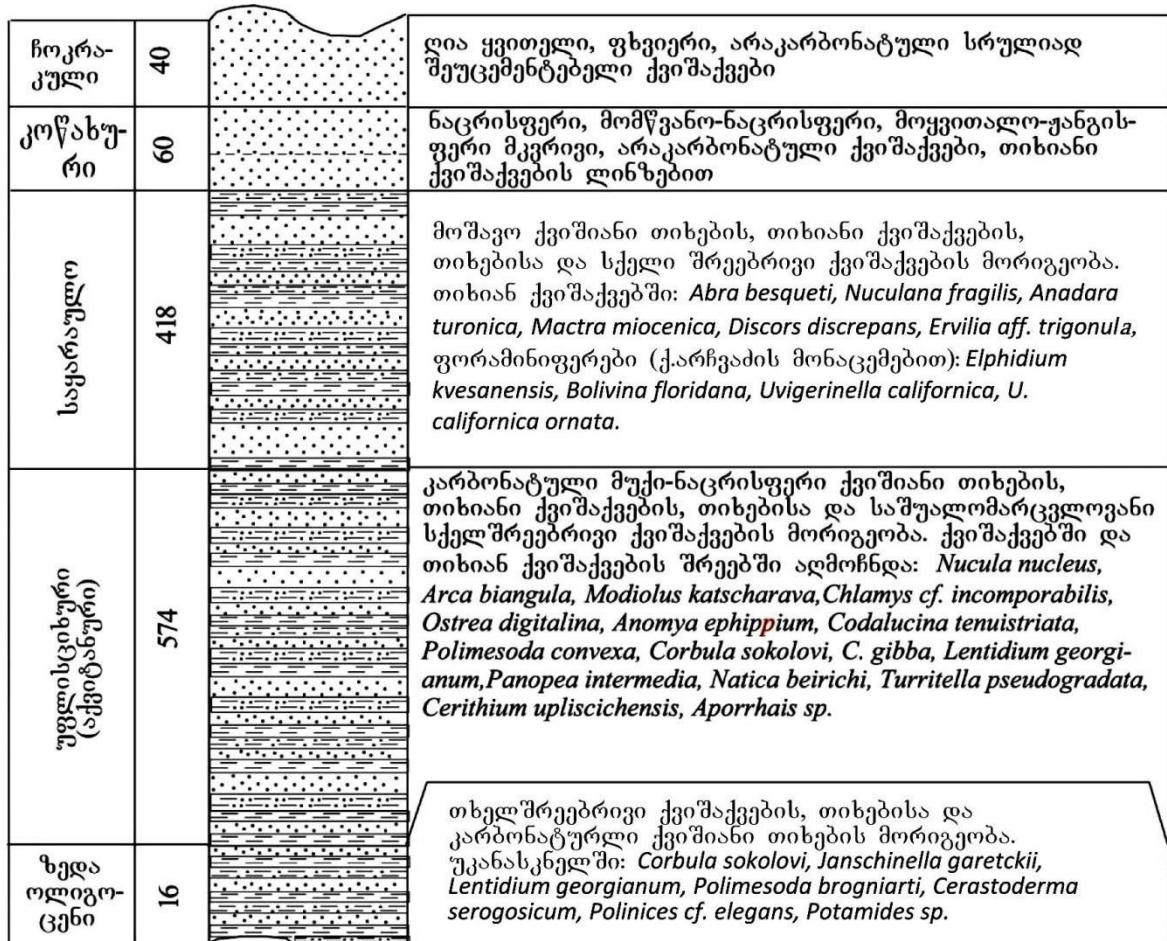 ჩოკრა-
კული
40
ღია ყვითელი, ფხვიერი, არაკარბონატული სრულიად
შეუცემენტებელი ქვიშაქვები
კოწახუ-
რი
60
ნაცრისფერი, მომწვანო-ნაცრისფერი, მოყვითალო-ჟანგის-
ფერი მკვრივი, არაკარბონატული ქვიშაქვები, თიხიანი
ქვიშაქვების ლინზებით
საყარაულო
418
მოშავო ქვიშიანი თიხების, თიხიანი ქვიშაქვების,
თიხებისა და სქელი შრეებრივი ქვიშაქვების მორიგეობა.
თიხიან ქვიშაქვებში: Abra besqueti, Nuculana fragilis, Anadara
turonica, Mactra miocenica, Discors discrepans, Ervilia aff. trigonula,
ფორამინიფერები (ქ.არჩვაძის მონაცემებით): Elphidium
kvesanensis, Bolivina floridana, Uvigerinella californica, U.
californica ornata.
უფლისციხური
(აქვიტანური)
574
კარბონატული მუქი-ნაცრისფერი ქვიშიანი თიხების,
თიხიანი ქვიშაქვების, თიხებისა და საშუალომარცვლოვანი
სქელშრეებრივი ქვიშაქვების მორიგეობა. ქვიშაქვებში და
თიხიან ქვიშაქვების შრეებში აღმოჩნდა: Nucula nucleus,
Arca biangula, Modiolus katscharava,Chlamys cf. incomporabilis,
Ostrea digitalina, Anomya ephippium, Codalucina tenuistriata,
Polimesoda convexa, Corbula sokolovi, C. gibba, Lentidium georgi-
anum,Panopea intermedia, Natica beirichi, Turritella pseudogradata,
Cerithium upliscichensis, Aporrhais sp.
ზედა
ოლიგო-
ცენი
16
თხელშრეებრივი ქვიშაქვების, თიხებისა და
კარბონატურლი ქვიშიანი თიხების მორიგეობა.
უკანასკნელში: Corbula sokolovi, Janschinella garetckii,
Lentidium georgianum, Polimesoda brogniarti, Cerastoderma
serogosicum, Polinices cf. elegans, Potamides sp.